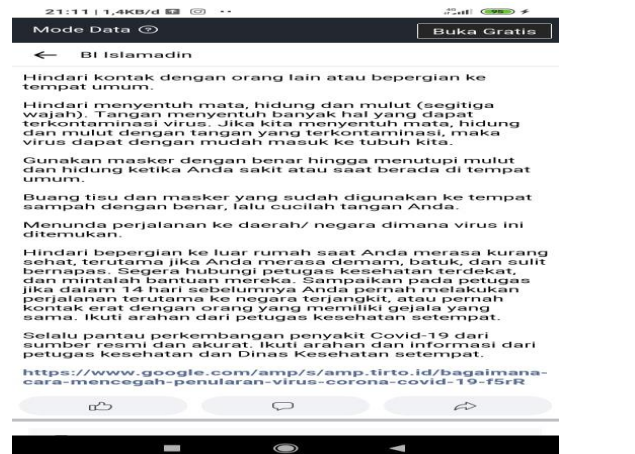 21:11 | 1,4KB/d
4G
95
Mode Data
Buka Gratis
BI Islamadin
Hindari kontak dengan orang lain atau bepergian ke
tempat umum.
Hindari menyentuh mata, hidung dan mulut (segitiga
wajah). Tangan menyentuh banyak hal yang dapat
terkontaminasi virus. Jika kita menyentuh mata, hidung
dan mulut dengan tangan yang terkontaminasi, maka
virus dapat dengan mudah masuk ke tubuh kita.
Gunakan masker dengan benar hingga menutupi mulut
dan hidung ketika Anda sakit atau saat berada di tempat
umum.
Buang tisu dan masker yang sudah digunakan ke tempat
sampah dengan benar, lalu cucilah tangan Anda.
Menunda perjalanan ke daerah/ negara dimana virus ini
ditemukan.
Hindari bepergian ke luar rumah saat Anda merasa kurang
sehat, terutama jika Anda merasa demam, batuk, dan sulit
bernapas. Segera hubungi petugas kesehatan terdekat,
dan mintalah bantuan mereka. Sampaikan pada petugas
jika dalam 14 hari sebelumnya Anda pernah melakukan
perjalanan terutama ke negara terjangkit, atau pernah
kontak erat dengan orang yang memiliki gejala yang
sama. Ikuti arahan dari petugas kesehatan setempat.
Selalu pantau perkembangan penyakit Covid-19 dari
sumber resmi dan akurat. Ikuti arahan dan informasi dari
petugas kesehatan dan Dinas Kesehatan setempat.
https://www.google.com/amp/s/amp.tirto.id/bagaimana-
cara-mencegah-penularan-virus-corona-covid-19-f5rR